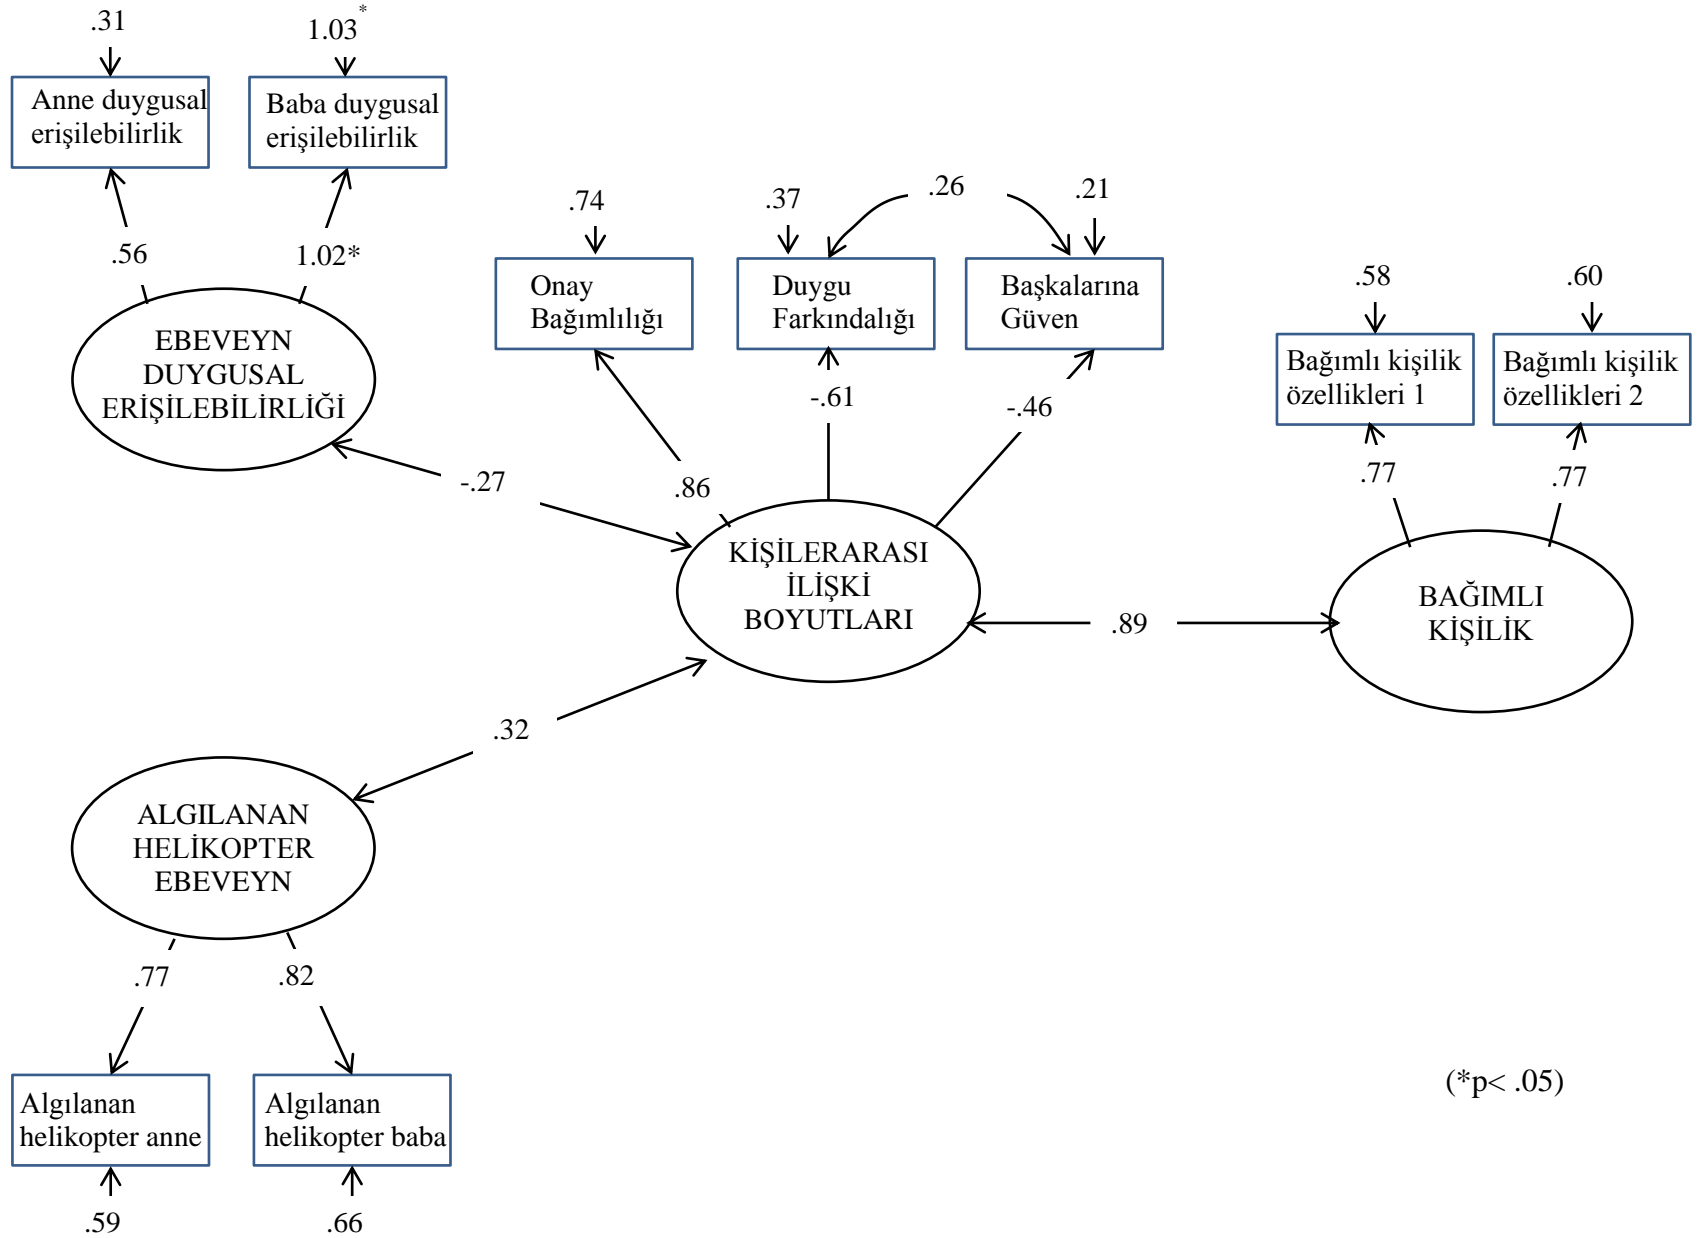 .31
1.03*
Anne duygusal
erişilebilirlik
Baba duygusal
erişilebilirlik
.56
1.02*
EBEVEYN
DUYGUSAL
ERİŞİLEBİLİRLİĞİ
.74
.37
.26
.21
Onay
Bağımlılığı
Duygu
Farkındalığı
Başkalarına
Güven
.58
.60
Bağımlı kişilik
özellikleri 1
Bağımlı kişilik
özellikleri 2
-.61
-.46
-.27
.86
.77
.77
KİŞİLERARASI
İLİŞKİ
BOYUTLARI
.89
BAĞIMLI
KİŞİLİK
.32
ALGILANAN
HELİKOPTER
EBEVEYN
.77
.82
Algılanan
helikopter anne
Algılanan
helikopter baba
.59
.66
(*p< .05)